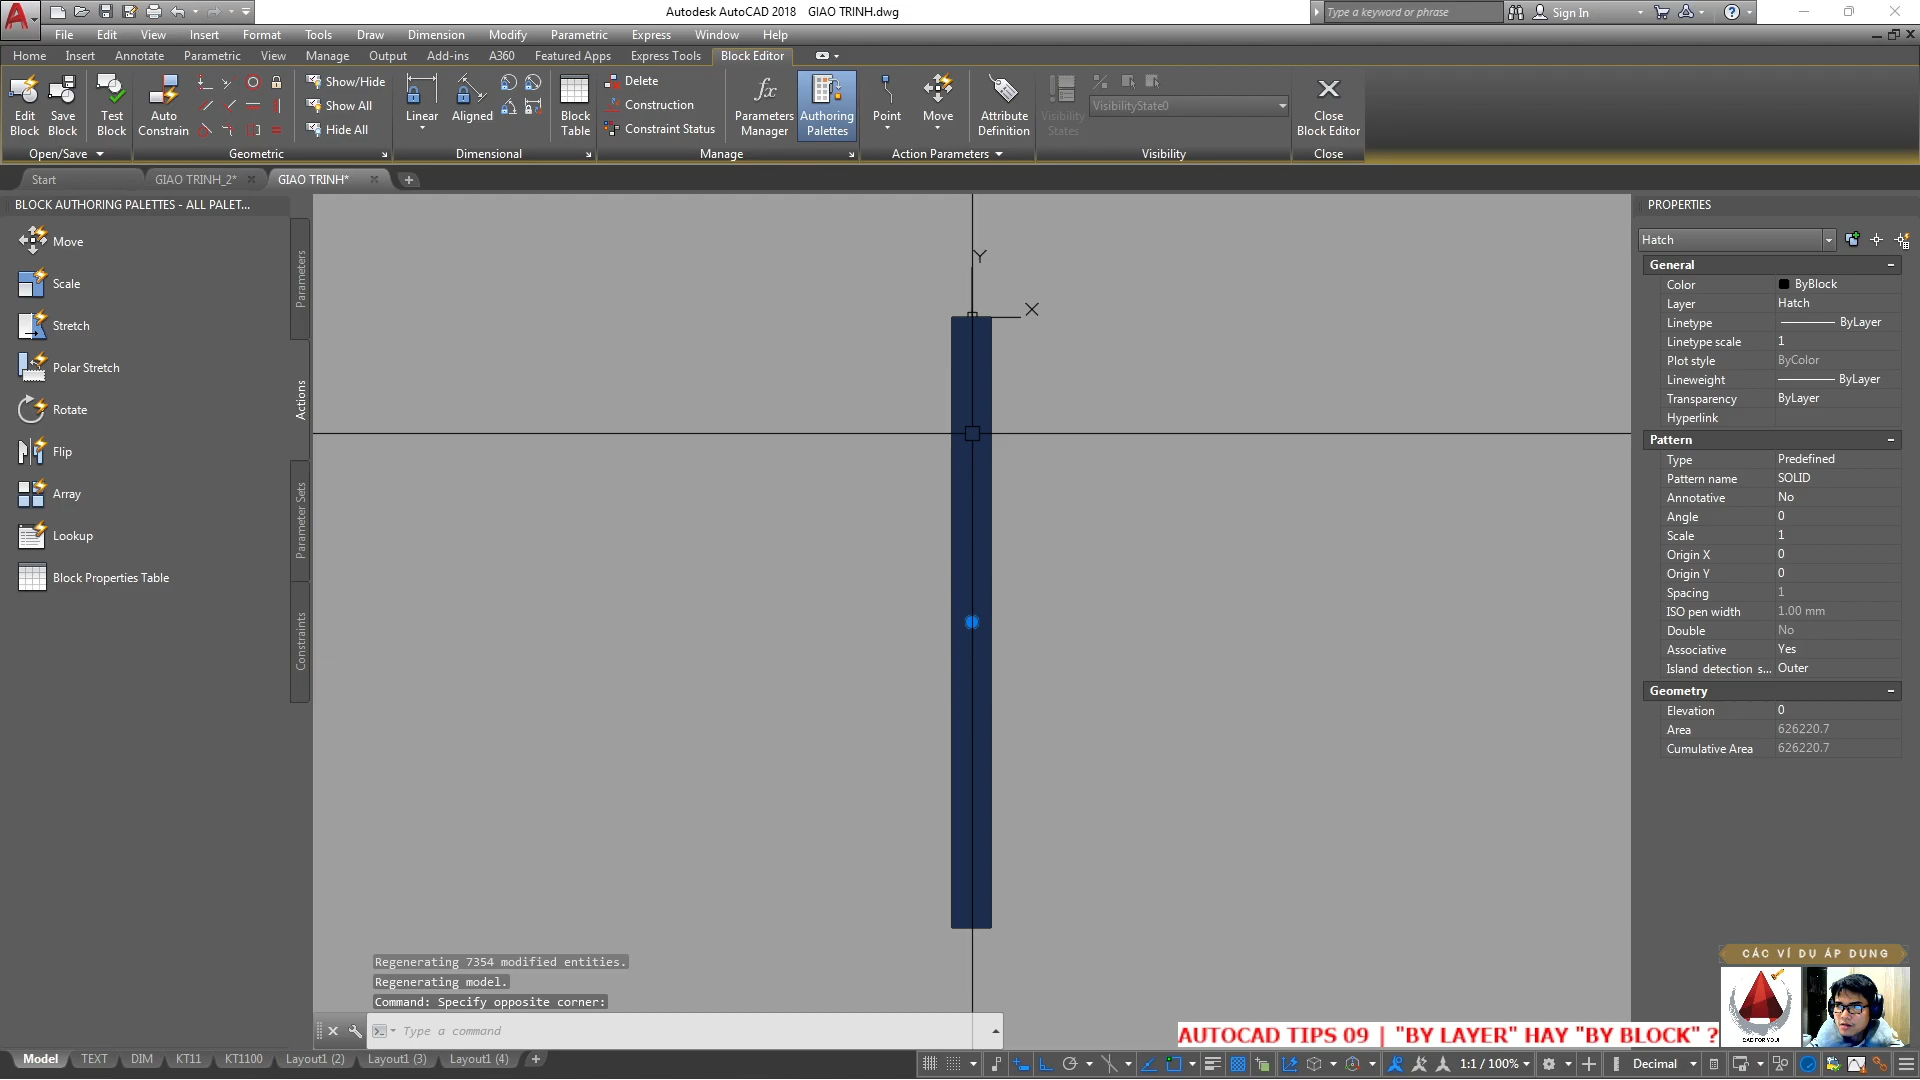 Autodesk AutoCAD 2018 GIAO TRINH.dwg
Type a keyword or phrase
Sign In
File Edit View Insert Format Tools Draw Dimension Modify Parametric Express Window Help
Home Insert Annotate Parametric View Manage Output Add-ins A360 Featured Apps Express Tools Block Editor
Edit Block
Save Block
Test Block
Auto Constrain
Show/Hide
Show All
Hide All
Linear
Aligned
Block Table
Delete
Construction
Constraint Status
Parameters Manager
Authoring Palettes
Point
Move
Attribute Definition
Visibility States
VisibilityState0
Close Block Editor
Open/Save Geometric Dimensional Manage Action Parameters Visibility Close
Start GIAO TRINH_2* GIAO TRINH*
BLOCK AUTHORING PALETTES - ALL PALET...
Move
Scale
Stretch
Polar Stretch
Rotate
Flip
Array
Lookup
Block Properties Table
Parameters
Actions
Parameter Sets
Constraints
Y
X
PROPERTIES
Hatch
General
Color ByBlock
Layer Hatch
Linetype ByLayer
Linetype scale 1
Plot style ByColor
Lineweight ByLayer
Transparency ByLayer
Hyperlink
Pattern
Type Predefined
Pattern name SOLID
Annotative No
Angle 0
Scale 1
Origin X 0
Origin Y 0
Spacing 1
ISO pen width 1.00 mm
Double No
Associative Yes
Island detection s... Outer
Geometry
Elevation 0
Area 626220.7
Cumulative Area 626220.7
Regenerating 7354 modified entities.
Regenerating model.
Command: Specify opposite corner:
Type a command
CÁC VÍ DỤ ÁP DỤNG
CAD FOR YOU!
AUTOCAD TIPS 09 | "BY LAYER" HAY "BY BLOCK" ?
Model TEXT DIM KT11 KT1100 Layout1 (2) Layout1 (3) Layout1 (4)
1:1 / 100% Decimal